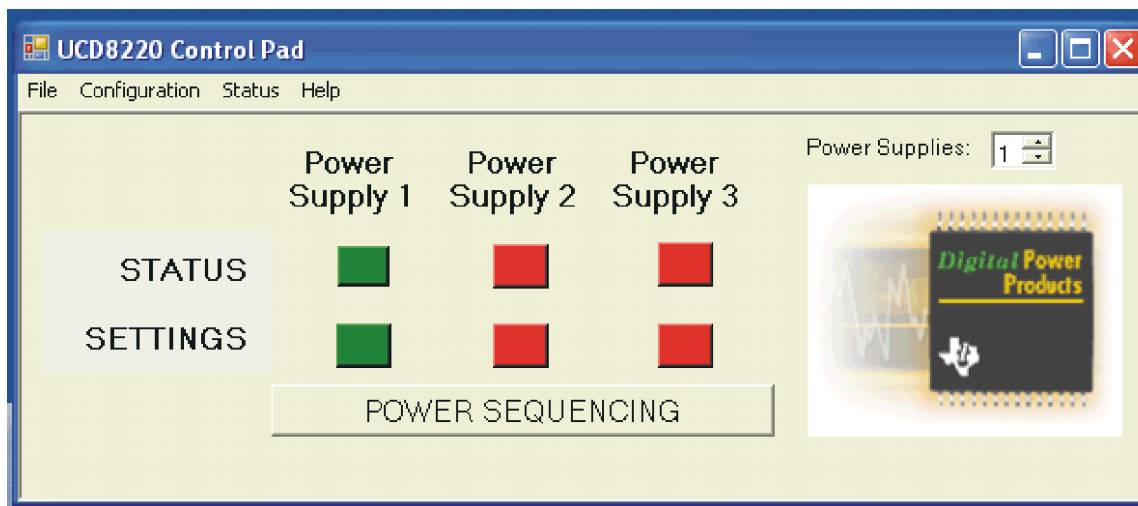 UCD8220 Control Pad
File Configuration Status Help
Power Supplies: 1
Power Supply 1
Power Supply 2
Power Supply 3
STATUS
SETTINGS
POWER SEQUENCING
Digital Power
Products